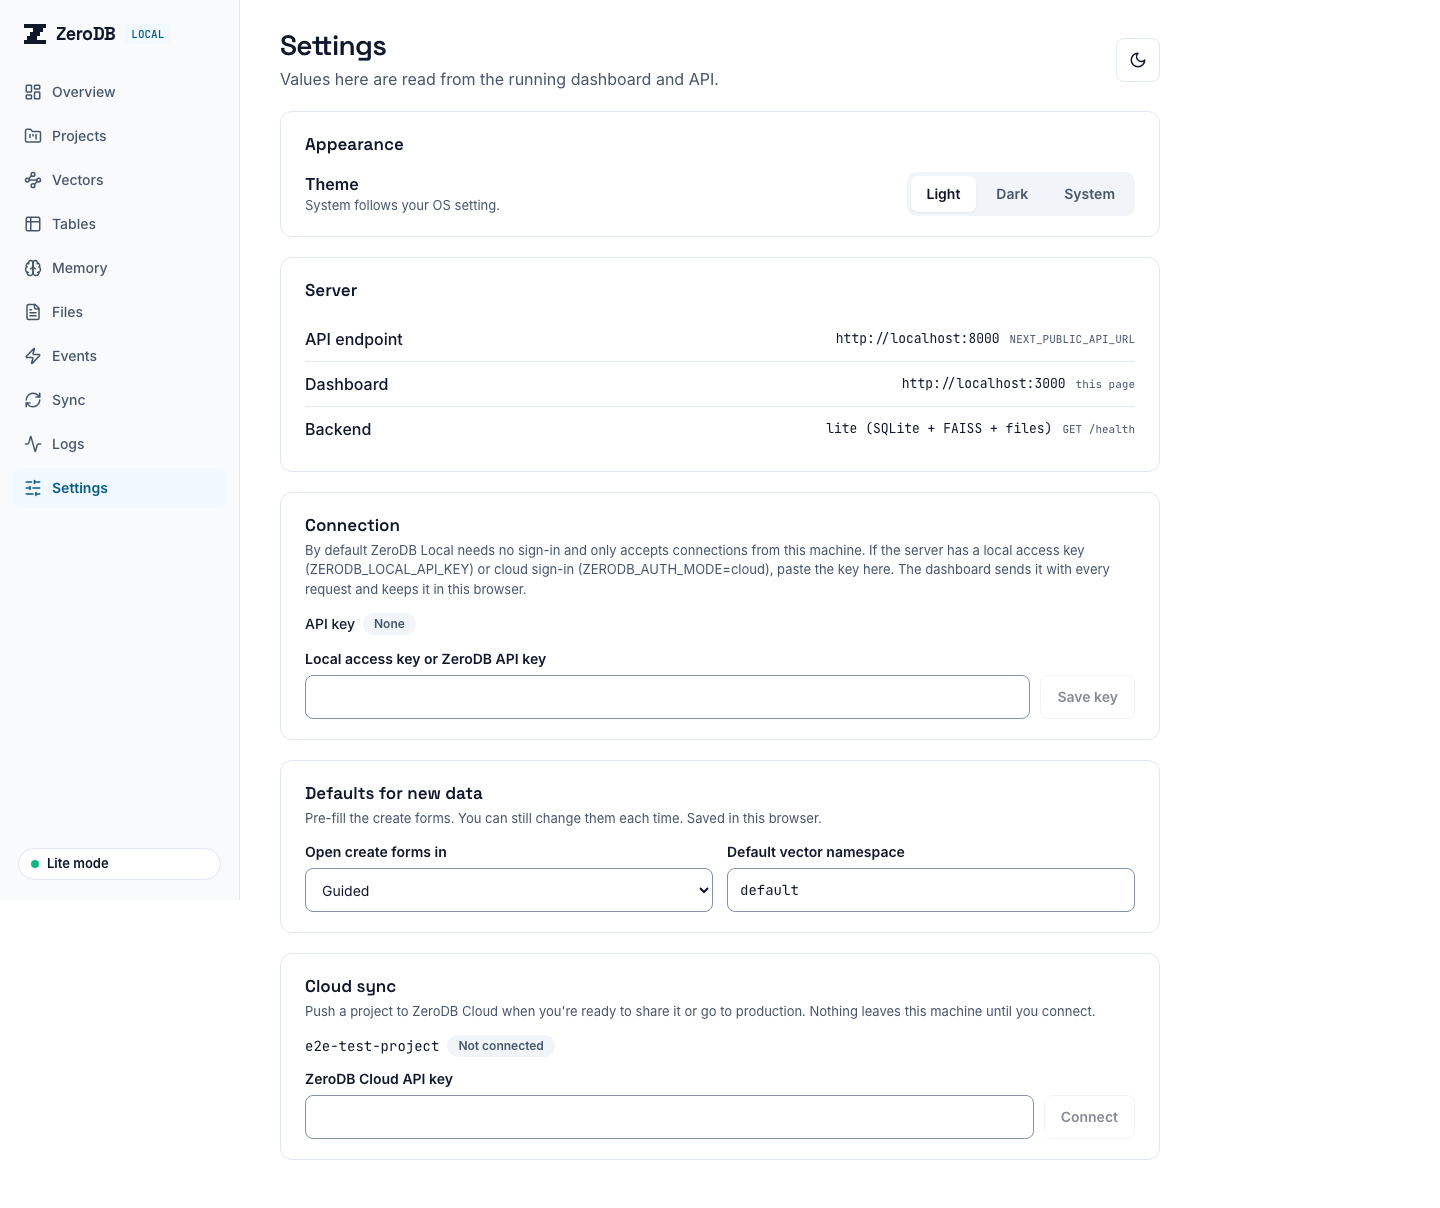 ZeroDB LOCAL
Overview
Projects
Vectors
Tables
Memory
Files
Events
Sync
Logs
Settings
Lite mode
Settings
Values here are read from the running dashboard and API.
Appearance
Theme
System follows your OS setting.
Light Dark System
Server
API endpoint http://localhost:8000 NEXT_PUBLIC_API_URL
Dashboard http://localhost:3000 this page
Backend lite (SQLite + FAISS + files) GET /health
Connection
By default ZeroDB Local needs no sign-in and only accepts connections from this machine. If the server has a local access key
(ZERODB_LOCAL_API_KEY) or cloud sign-in (ZERODB_AUTH_MODE=cloud), paste the key here. The dashboard sends it with every
request and keeps it in this browser.
API key None
Local access key or ZeroDB API key
Save key
Defaults for new data
Pre-fill the create forms. You can still change them each time. Saved in this browser.
Open create forms in Default vector namespace
Guided default
Cloud sync
Push a project to ZeroDB Cloud when you're ready to share it or go to production. Nothing leaves this machine until you connect.
e2e-test-project Not connected
ZeroDB Cloud API key
Connect